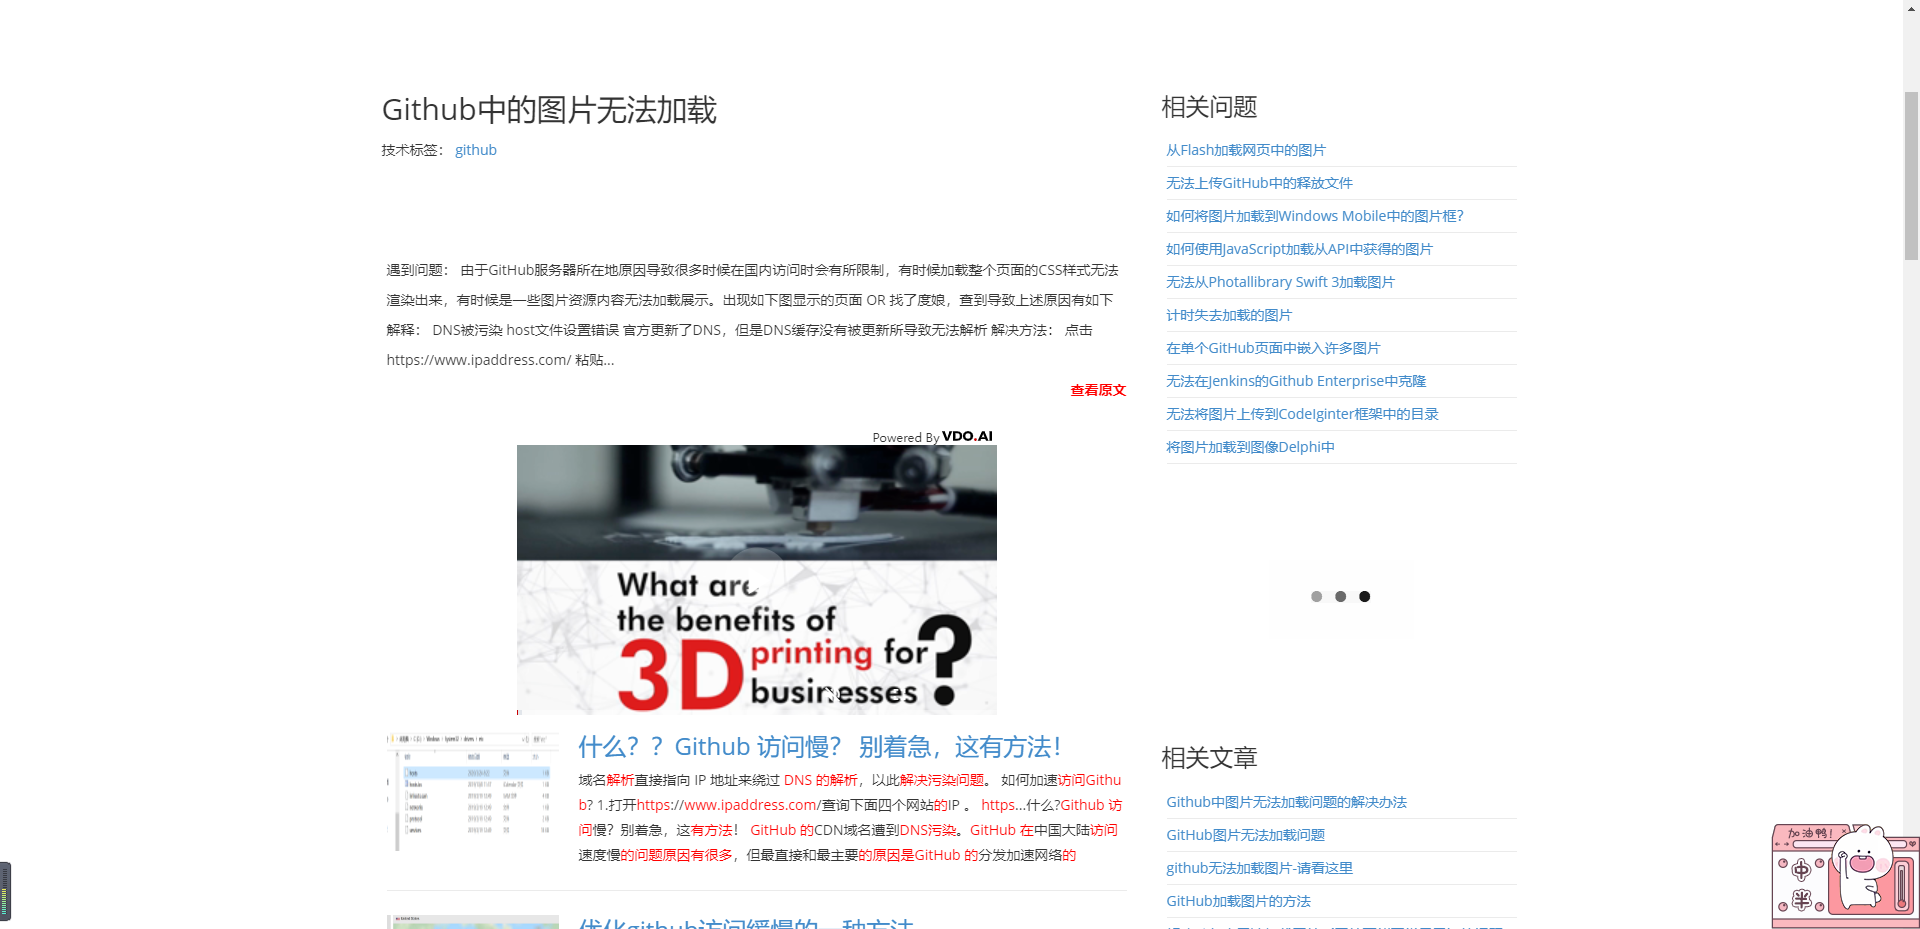 Github中的图片无法加载
技术标签： github
遇到问题： 由于GitHub服务器所在地原因导致很多时候在国内访问时会有所限制，有时候加载整个页面的CSS样式无法
渲染出来，有时候是一些图片资源内容无法加载展示。出现如下图显示的页面 OR 找了度娘，查到导致上述原因有如下
解释： DNS被污染 host文件设置错误 官方更新了DNS，但是DNS缓存没有被更新所导致无法解析 解决方法： 点击
https://www.ipaddress.com/ 粘贴...
查看原文
Powered By VDO.AI
What are
the benefits of
3D printing for?
businesses
什么？？Github 访问慢？ 别着急，这有方法！
域名解析直接指向 IP 地址来绕过 DNS 的解析，以此解决污染问题。 如何加速访问Githu
b? 1.打开https://www.ipaddress.com/查询下面四个网站的IP 。 https...什么?Github 访
问慢？别着急，这有方法！ GitHub 的CDN域名遭到DNS污染。GitHub 在中国大陆访问
速度慢的问题原因有很多，但最直接和最主要的原因是GitHub 的分发加速网络的
优化github访问缓慢的一种方法
相关问题
从Flash加载网页中的图片
无法上传GitHub中的释放文件
如何将图片加载到Windows Mobile中的图片框？
如何使用JavaScript加载从API中获得的图片
无法从Photallibrary Swift 3加载图片
计时失去加载的图片
在单个GitHub页面中嵌入许多图片
无法在Jenkins的Github Enterprise中克隆
无法将图片上传到CodeIginter框架中的目录
将图片加载到图像Delphi中
相关文章
Github中图片无法加载问题的解决办法
GitHub图片无法加载问题
github无法加载图片-请看这里
GitHub加载图片的方法
加油鸭！
中
半